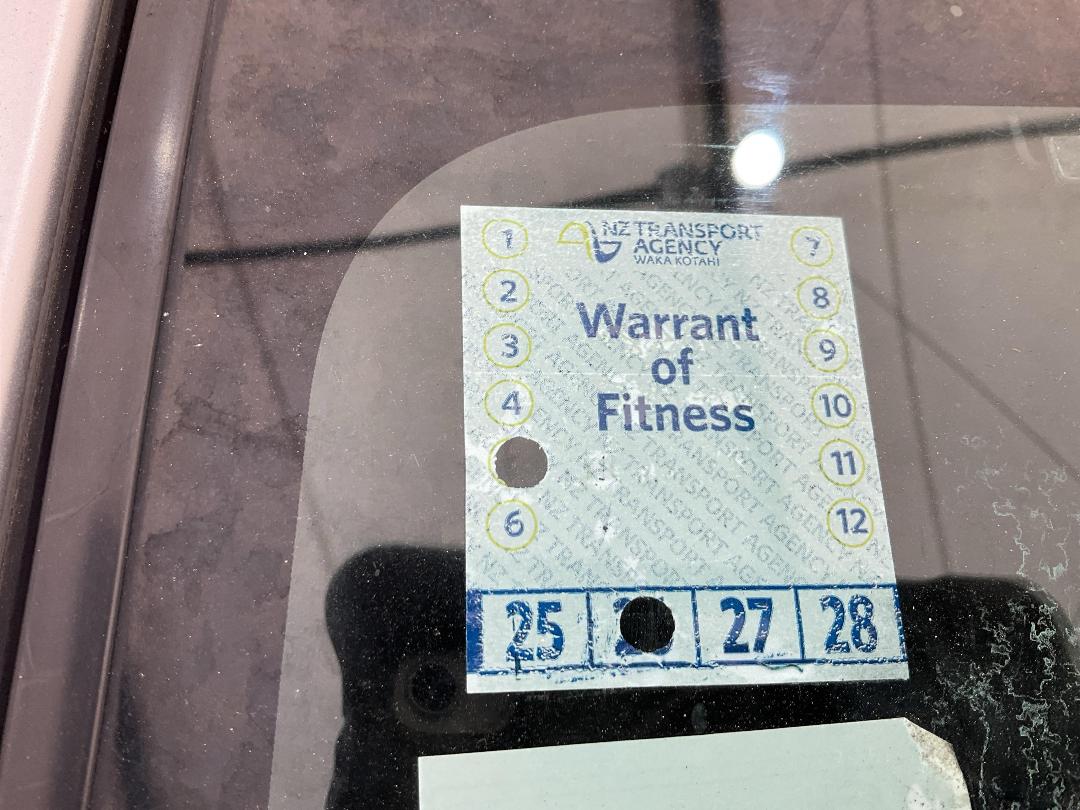 NZ TRANSPORT
AGENCY
WAKA KOTAHI
Warrant
of
Fitness
1
2
3
4
6
7
8
9
10
11
12
25 27 28